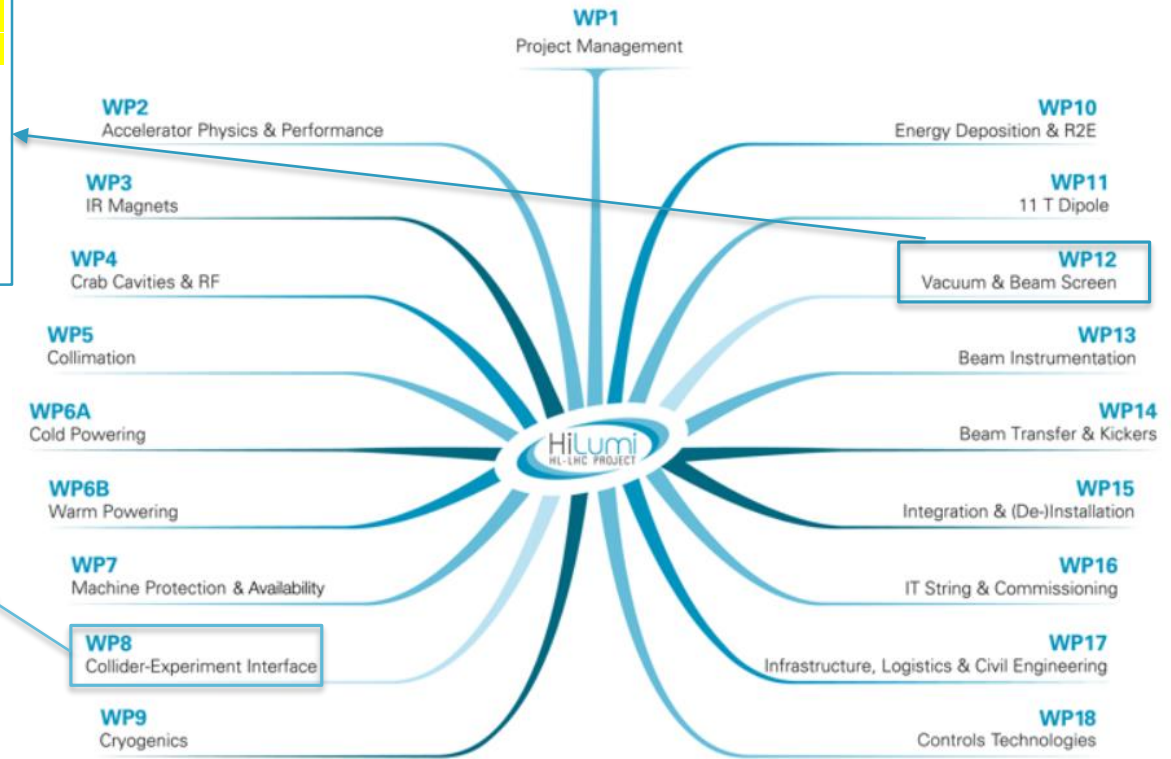 WP1
Project Management
WP2
Accelerator Physics & Performance
WP3
IR Magnets
WP4
Crab Cavities & RF
WP5
Collimation
WP6A
Cold Powering
WP6B
Warm Powering
WP7
Machine Protection & Availability
WP8
Collider-Experiment Interface
WP9
Cryogenics
HiLumi
HL-LHC PROJECT
WP10
Energy Deposition & R2E
WP11
11 T Dipole
WP12
Vacuum & Beam Screen
WP13
Beam Instrumentation
WP14
Beam Transfer & Kickers
WP15
Integration & (De-)Installation
WP16
IT String & Commissioning
WP17
Infrastructure, Logistics & Civil Engineering
WP18
Controls Technologies